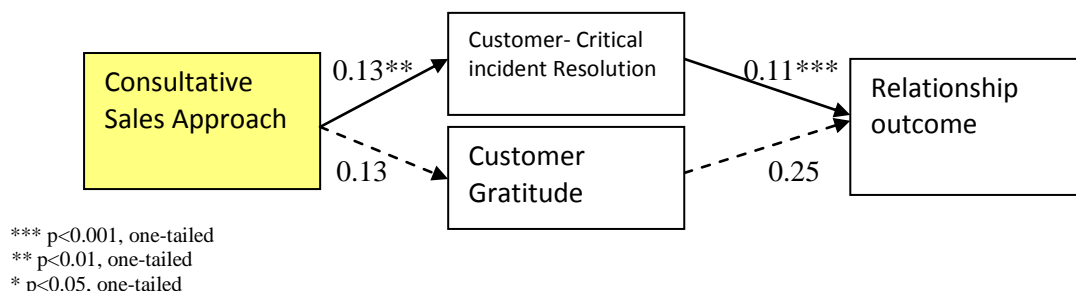 Consultative
Sales Approach
0.13**
0.13
Customer- Critical
incident Resolution
Customer
Gratitude
0.11***
0.25
Relationship
outcome
*** p<0.001, one-tailed
** p<0.01, one-tailed
* p<0.05, one-tailed